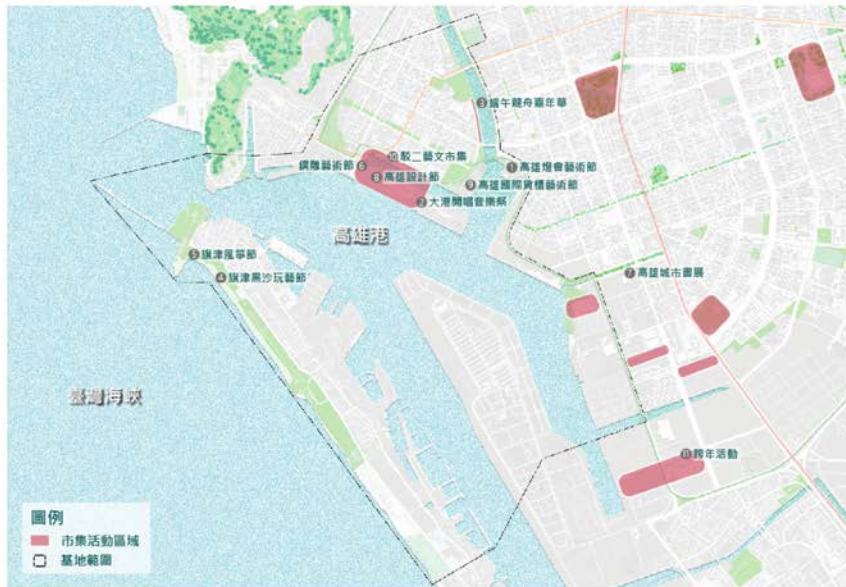 ③端午龍舟嘉年華
⑩駁二藝文市集
鋼雕藝術節⑥
⑧高雄設計節
①高雄燈會藝術節
⑨高雄國際貨櫃藝術節
②大港開唱音樂祭
高雄港
⑤旗津風箏節
④旗津黑沙玩藝節
⑦高雄城市書展
臺灣海峽
⑪跨年活動
圖例
市集活動區域
基地範圍